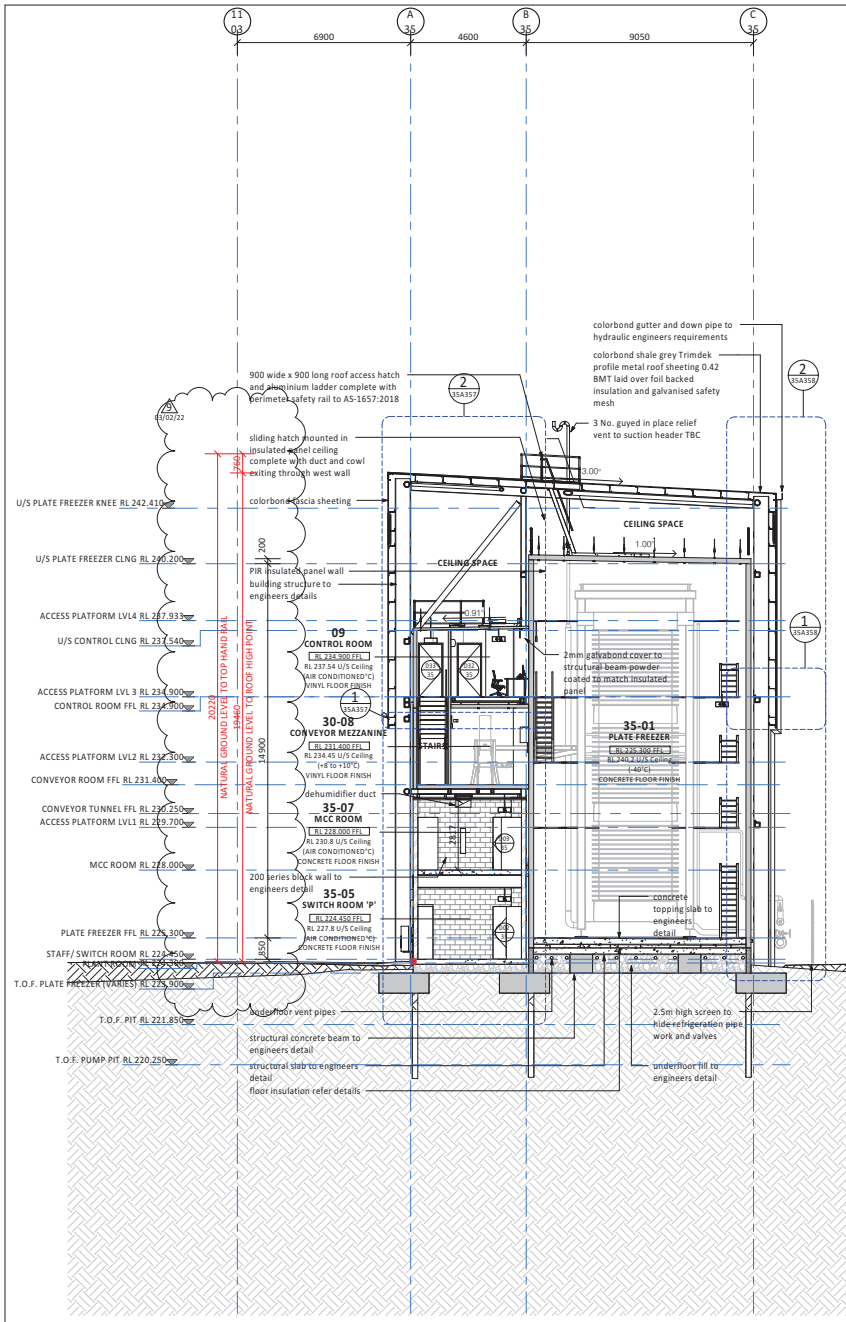 11
03
A
35
B
35
C
35
6900
4600
9050
colorbond gutter and down pipe to
hydraulic engineers requirements
colorbond shale grey Trimdek
profile metal roof sheeting 0.42
BMT laid over foil backed
insulation and galvanised safety
mesh
900 wide x 900 long roof access hatch
and aluminium ladder complete with
perimeter safety rail to AS-1657:2018
2
35A357
2
35A358
9
03/02/22
3 No. guyed in place relief
vent to suction header TBC
sliding hatch mounted in
insulated panel ceiling
complete with duct and cowl
exiting through west wall
760
3.00°
colorbond fascia sheeting
U/S PLATE FREEZER KNEE RL 242.410
CEILING SPACE
200
1.00°
U/S PLATE FREEZER CLNG RL 240.200
CEILING SPACE
PIR insulated panel wall
building structure to
engineers details
ACCESS PLATFORM LVL4 RL 237.933
0.91°
1
35A358
U/S CONTROL CLNG RL 237.540
09
CONTROL ROOM
RL 234.900 FFL
RL 237.54 U/S Ceiling
(AIR CONDITIONED°C)
VINYL FLOOR FINISH
D33
35
D32
35
2mm galvabond cover to
strcutural beam powder
coated to match insulated
panel
NATURAL GROUND LEVEL TO TOP HAND RAIL
20220
19460
NATURAL GROUND LEVEL TO ROOF HIGH POINT
14900
ACCESS PLATFORM LVL 3 RL 234.900
CONTROL ROOM FFL RL 234.900
1
35A357
30-08
CONVEYOR MEZZANINE
RL 231.400 FFL
RL 234.45 U/S Ceiling
(+8 to +10°C)
VINYL FLOOR FINISH
STAIRS
35-01
PLATE FREEZER
RL 225.300 FFL
RL 240.2 U/S Ceiling
(-40°C)
CONCRETE FLOOR FINISH
ACCESS PLATFORM LVL2 RL 232.300
CONVEYOR ROOM FFL RL 231.400
dehumidifier duct
CONVEYOR TUNNEL FFL RL 230.250
ACCESS PLATFORM LVL1 RL 229.700
35-07
MCC ROOM
RL 228.000 FFL
RL 230.8 U/S Ceiling
(AIR CONDITIONED°C)
CONCRETE FLOOR FINISH
35
MCC ROOM RL 228.000
200 series block wall to
engineers detail
35-05
SWITCH ROOM 'P'
RL 224.450 FFL
RL 227.8 U/S Ceiling
(AIR CONDITIONED°C)
CONCRETE FLOOR FINISH
35
concrete
topping slab to
engineers
detail
PLATE FREEZER FFL RL 225.300
850
STAFF/ SWITCH ROOM RL 224.450
T.O.F. PLATE FREEZER (VARIES) RL 223.900
underfloor vent pipes
2.5m high screen to
hide refrigeration pipe
work and valves
T.O.F. PIT RL 221.850
structural concrete beam to
engineers detail
T.O.F. PUMP PIT RL 220.250
structural slab to engineers
detail
underfloor fill to
engineers detail
floor insulation refer details